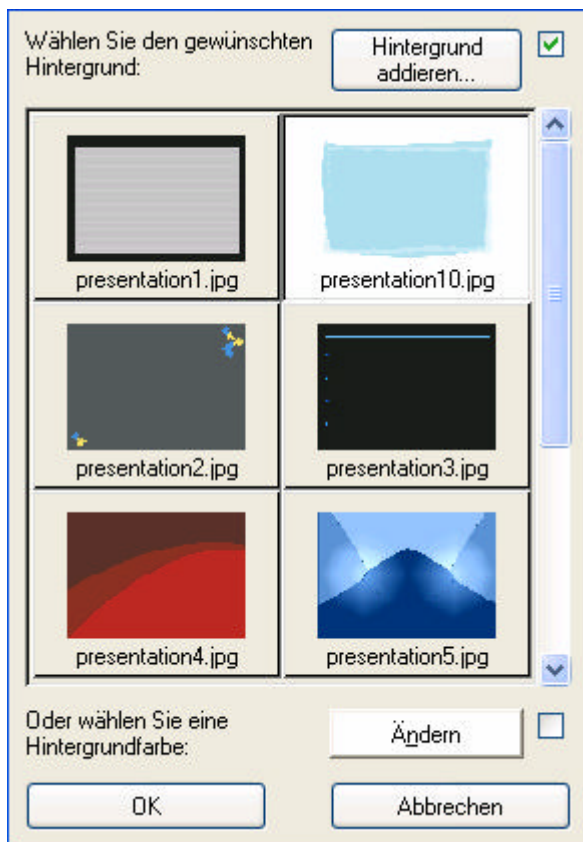 Wählen Sie den gewünschten
Hintergrund:
Hintergrund
addieren...
presentation1.jpg
presentation10.jpg
presentation2.jpg
presentation3.jpg
presentation4.jpg
presentation5.jpg
Oder wählen Sie eine
Hintergrundfarbe:
Ändern
OK
Abbrechen